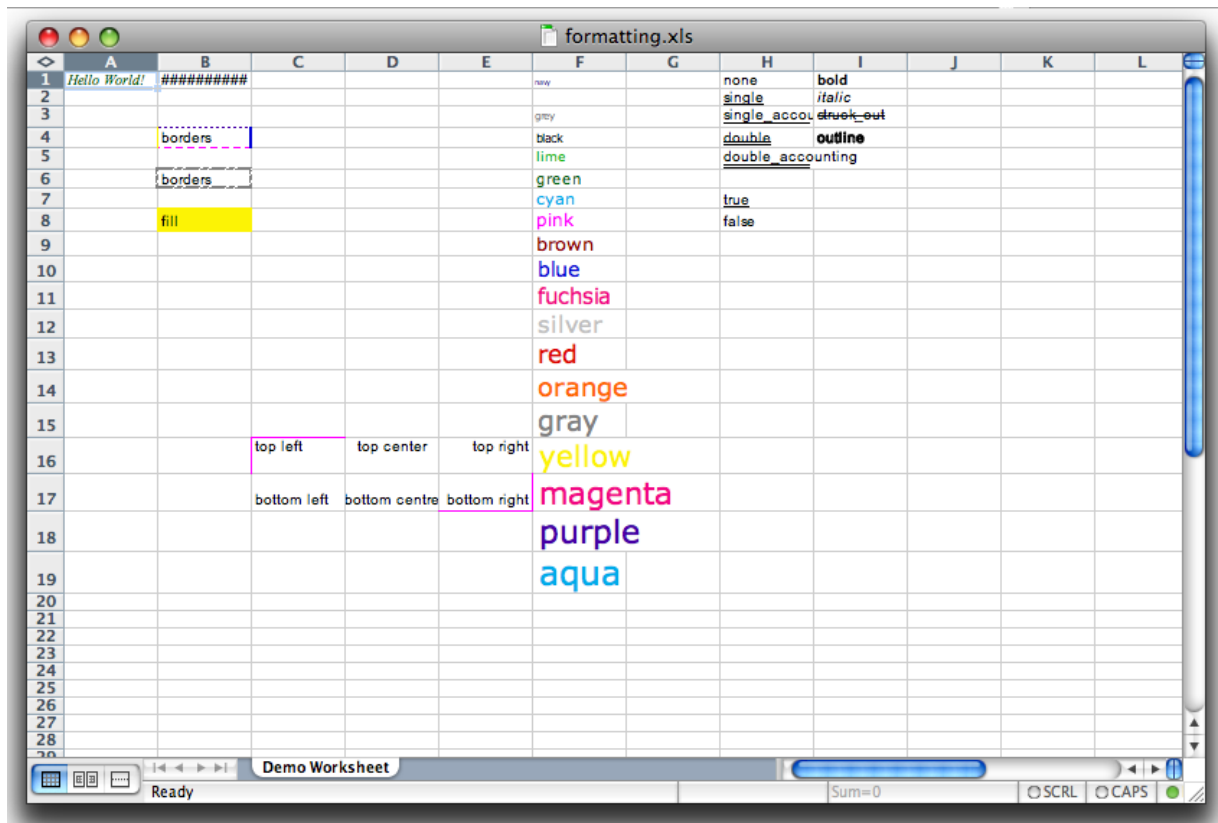 formatting.xls
A B C D E F G H I J K L
1 Hello World! ########## navy none bold
2 single italic
3 grey single_accou struck_out
4 borders black double outline
5 lime double_accounting
6 borders green
7 cyan true
8 fill pink false
9 brown
10 blue
11 fuchsia
12 silver
13 red
14 orange
15 gray
16 top left top center top right yellow
17 bottom left bottom centre bottom right magenta
18 purple
19 aqua
20
21
22
23
24
25
26
27
28
29
Demo Worksheet
Ready Sum=0 SCRL CAPS